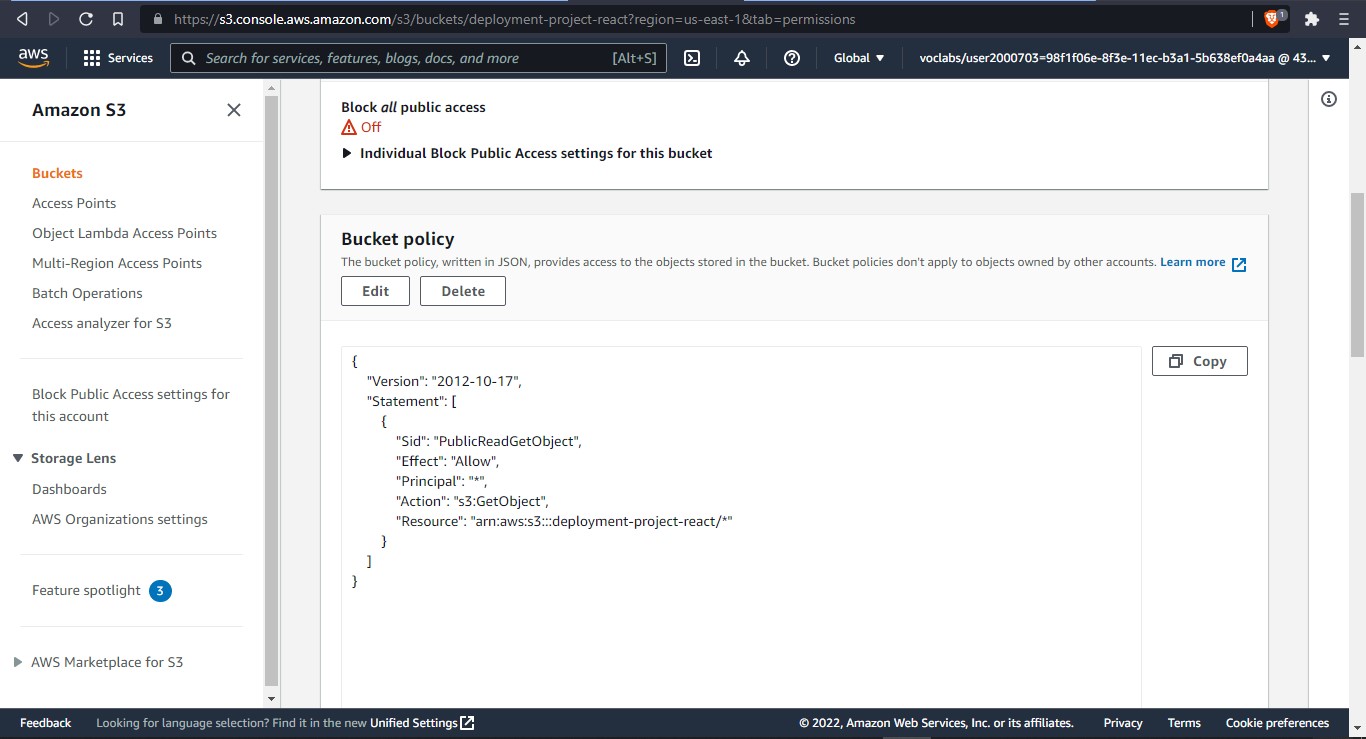 https://s3.console.aws.amazon.com/s3/buckets/deployment-project-react?region=us-east-1&tab=permissions
1
aws
Services
Search for services, features, blogs, docs, and more
[Alt+S]
Global
voclabs/user2000703=98f1f06e-8f3e-11ec-b3a1-5b638ef0a4aa @ 43...
Amazon S3
Buckets
Access Points
Object Lambda Access Points
Multi-Region Access Points
Batch Operations
Access analyzer for S3
Block Public Access settings for
this account
Storage Lens
Dashboards
AWS Organizations settings
Feature spotlight 3
AWS Marketplace for S3
Block all public access
Off
Individual Block Public Access settings for this bucket
Bucket policy
The bucket policy, written in JSON, provides access to the objects stored in the bucket. Bucket policies don't apply to objects owned by other accounts. Learn more
Edit
Delete
Copy
{
"Version": "2012-10-17",
"Statement": [
{
"Sid": "PublicReadGetObject",
"Effect": "Allow",
"Principal": "*",
"Action": "s3:GetObject",
"Resource": "arn:aws:s3:::deployment-project-react/*"
}
]
}
Feedback
Looking for language selection? Find it in the new Unified Settings
© 2022, Amazon Web Services, Inc. or its affiliates.
Privacy
Terms
Cookie preferences